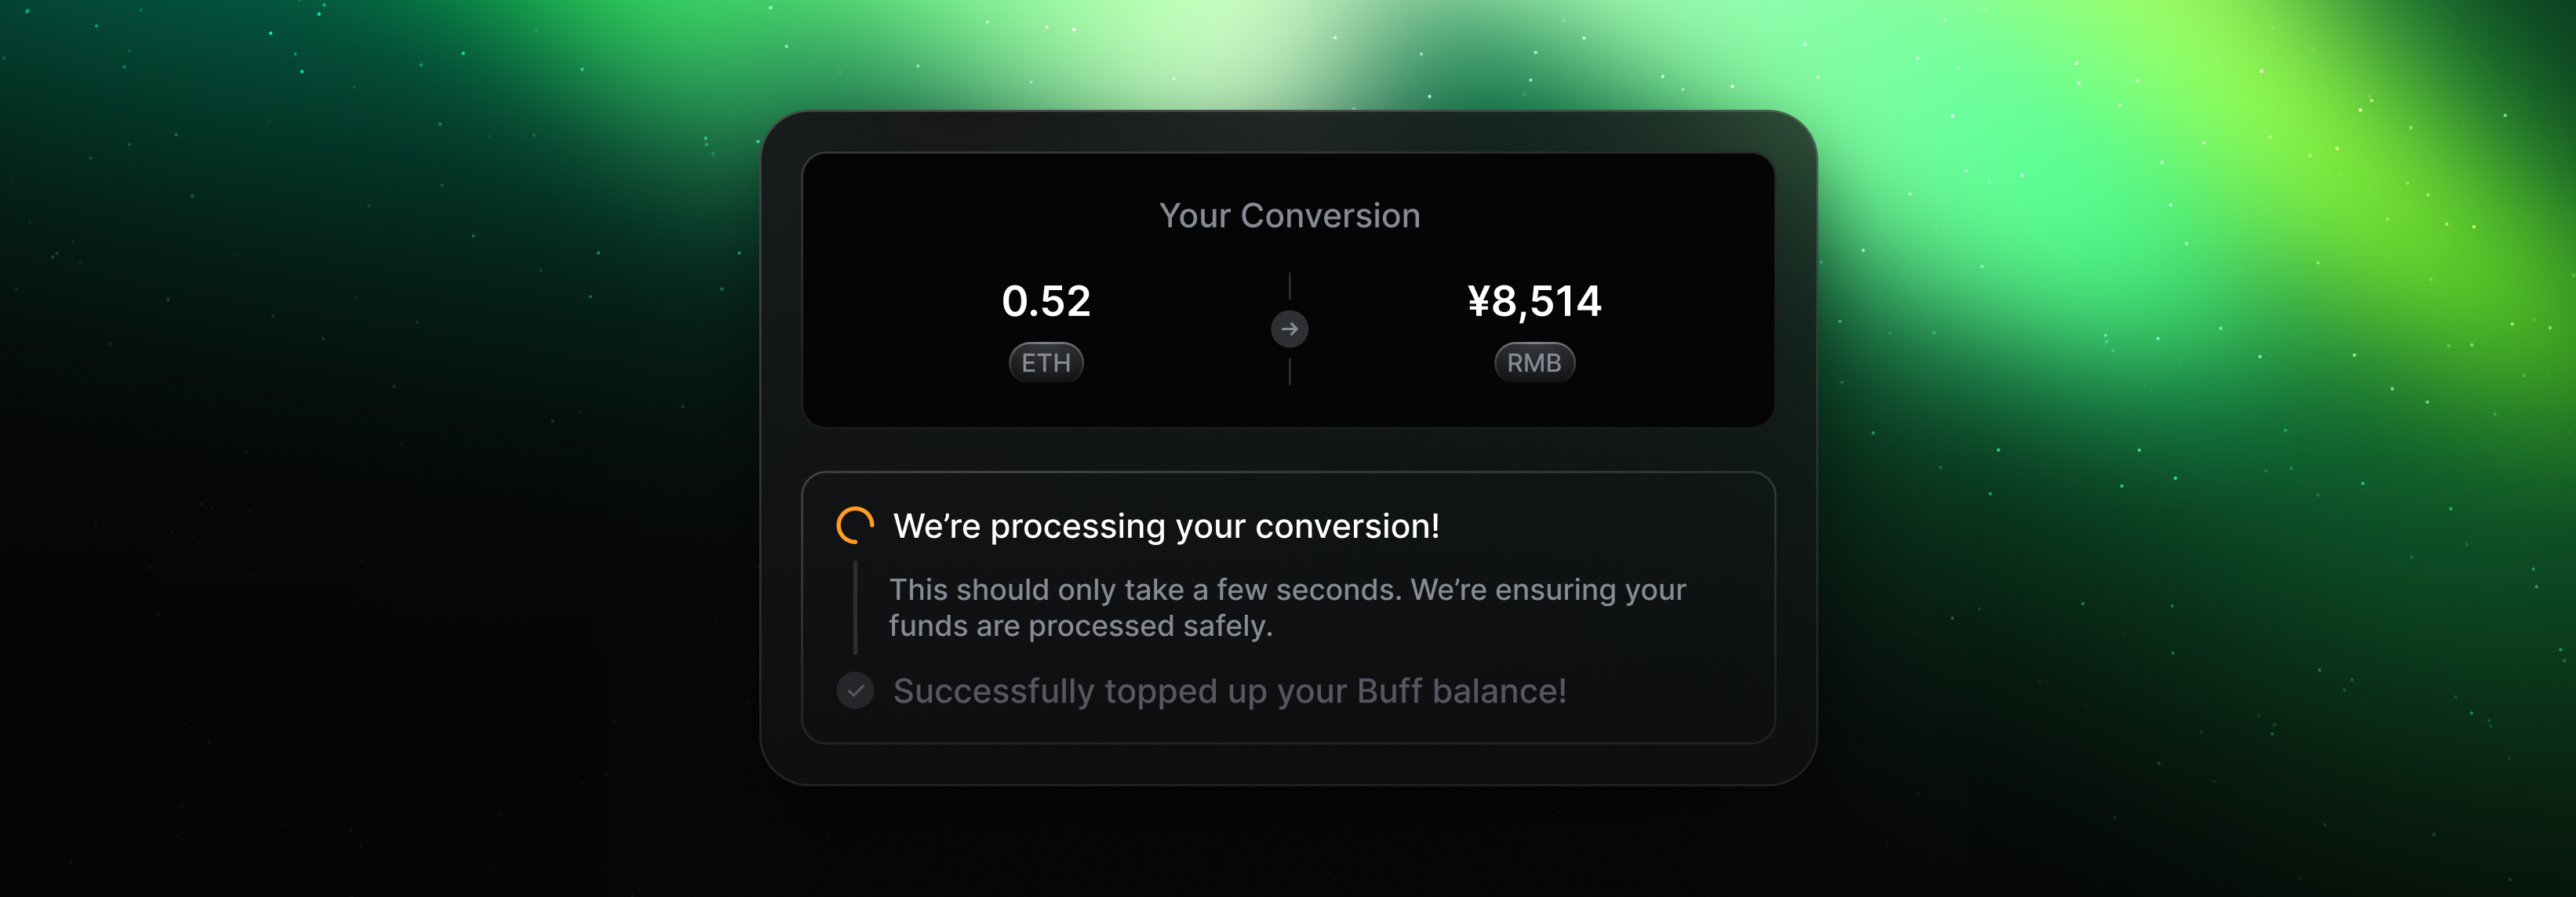 Your Conversion
0.52
ETH
¥8,514
RMB
We’re processing your conversion!
This should only take a few seconds. We’re ensuring your
funds are processed safely.
Successfully topped up your Buff balance!